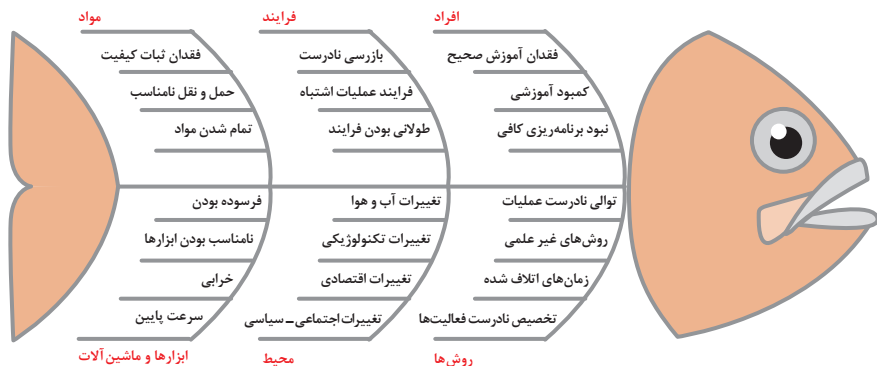 افراد
فقدان آموزش صحیح
کمبود آموزشی
نبود برنامه‌ریزی کافی
فرایند
بازرسی نادرست
فرایند عملیات اشتباه
طولانی بودن فرایند
مواد
فقدان ثبات کیفیت
حمل و نقل نامناسب
تمام شدن مواد
توالی نادرست عملیات
روش‌های غیر علمی
زمان‌های اتلاف شده
تخصیص نادرست فعالیت‌ها
روش‌ها
تغییرات آب و هوا
تغییرات تکنولوژیکی
تغییرات اقتصادی
تغییرات اجتماعی ـ سیاسی
محیط
فرسوده بودن
نامناسب بودن ابزارها
خرابی
سرعت پایین
ابزارها و ماشین‌آلات